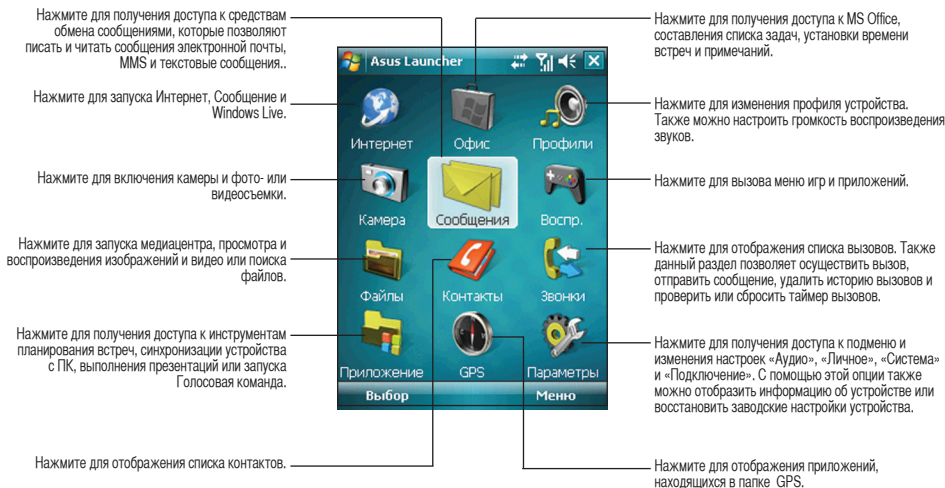 Нажмите для получения доступа к средствам
обмена сообщениями, которые позволяют
писать и читать сообщения электронной почты,
MMS и текстовые сообщения..
Нажмите для запуска Интернет, Сообщение и
Windows Live.
Нажмите для включения камеры и фото- или
видеосъемки.
Нажмите для запуска медиацентра, просмотра и
воспроизведения изображений и видео или поиска
файлов.
Нажмите для получения доступа к инструментам
планирования встреч, синхронизации устройства
с ПК, выполнения презентаций или запуска
Голосовая команда.
Нажмите для отображения списка контактов.
Asus Launcher
Интернет
Офис
Профили
Камера
Сообщения
Воспр.
Файлы
Контакты
Звонки
Приложение
GPS
Параметры
Выбор
Меню
Нажмите для получения доступа к MS Office,
составления списка задач, установки времени
встреч и примечаний.
Нажмите для изменения профиля устройства.
Также можно настроить громкость воспроизведения
звуков.
Нажмите для вызова меню игр и приложений.
Нажмите для отображения списка вызовов. Также
данный раздел позволяет осуществить вызов,
отправить сообщение, удалить историю вызовов и
проверить или сбросить таймер вызовов.
Нажмите для получения доступа к подменю и
изменения настроек «Аудио», «Личное», «Система»
и «Подключение». С помощью этой опции также
можно отобразить информацию об устройстве или
восстановить заводские настройки устройства.
Нажмите для отображения приложений,
находящихся в папке GPS.